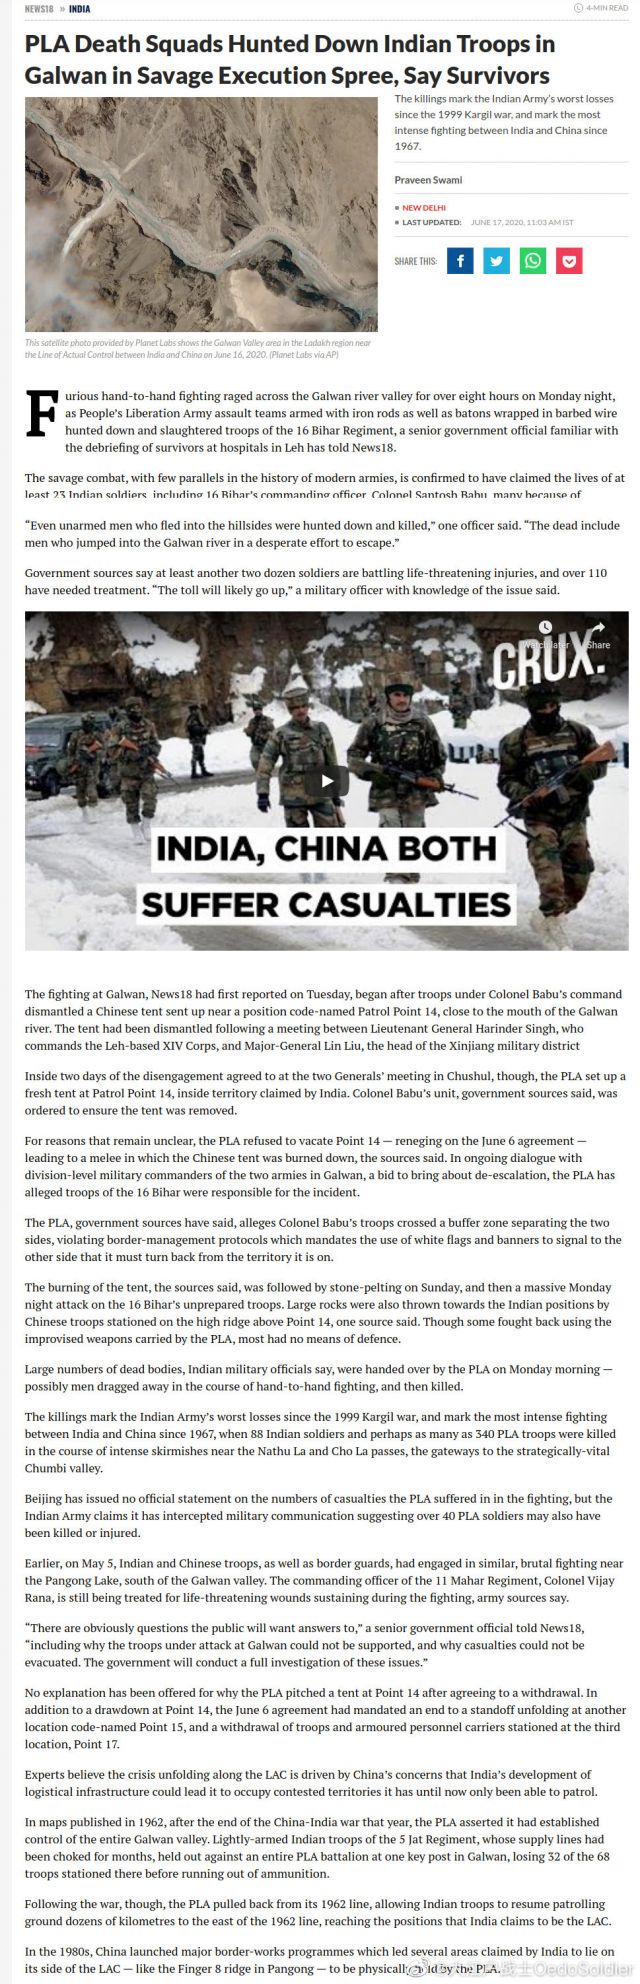 NEWS18 » INDIA
4-MIN READ
PLA Death Squads Hunted Down Indian Troops in
Galwan in Savage Execution Spree, Say Survivors
The killings mark the Indian Army's worst losses
since the 1999 Kargil war, and mark the most
intense fighting between India and China since
1967.
Praveen Swami
NEW DELHI
LAST UPDATED: JUNE 17, 2020, 11:03 AM IST
SHARE THIS:
This satellite photo provided by Planet Labs shows the Galwan Valley area in the Ladakh region near
the Line of Actual Control between India and China on June 16, 2020. (Planet Labs via AP)
Furious hand-to-hand fighting raged across the Galwan river valley for over eight hours on Monday night,
as People's Liberation Army assault teams armed with iron rods as well as batons wrapped in barbed wire
hunted down and slaughtered troops of the 16 Bihar Regiment, a senior government official familiar with
the debriefing of survivors at hospitals in Leh has told News18.
The savage combat, with few parallels in the history of modern armies, is confirmed to have claimed the lives of at
least 23 Indian soldiers, including 16 Bihar's commanding officer, Colonel Santosh Babu, many because of
“Even unarmed men who fled into the hillsides were hunted down and killed,” one officer said. “The dead include
men who jumped into the Galwan river in a desperate effort to escape.”
Government sources say at least another two dozen soldiers are battling life-threatening injuries, and over 110
have needed treatment. “The toll will likely go up,” a military officer with knowledge of the issue said.
Watch later Share
CRUX.
INDIA, CHINA BOTH
SUFFER CASUALTIES
The fighting at Galwan, News18 had first reported on Tuesday, began after troops under Colonel Babu's command
dismantled a Chinese tent sent up near a position code-named Patrol Point 14, close to the mouth of the Galwan
river. The tent had been dismantled following a meeting between Lieutenant General Harinder Singh, who
commands the Leh-based XIV Corps, and Major-General Lin Liu, the head of the Xinjiang military district
Inside two days of the disengagement agreed to at the two Generals' meeting in Chushul, though, the PLA set up a
fresh tent at Patrol Point 14, inside territory claimed by India. Colonel Babu's unit, government sources said, was
ordered to ensure the tent was removed.
For reasons that remain unclear, the PLA refused to vacate Point 14 — reneging on the June 6 agreement —
leading to a melee in which the Chinese tent was burned down, the sources said. In ongoing dialogue with
division-level military commanders of the two armies in Galwan, a bid to bring about de-escalation, the PLA has
alleged troops of the 16 Bihar were responsible for the incident.
The PLA, government sources have said, alleges Colonel Babu's troops crossed a buffer zone separating the two
sides, violating border-management protocols which mandates the use of white flags and banners to signal to the
other side that it must turn back from the territory it is on.
The burning of the tent, the sources said, was followed by stone-pelting on Sunday, and then a massive Monday
night attack on the 16 Bihar's unprepared troops. Large rocks were also thrown towards the Indian positions by
Chinese troops stationed on the high ridge above Point 14, one source said. Though some fought back using the
improvised weapons carried by the PLA, most had no means of defence.
Large numbers of dead bodies, Indian military officials say, were handed over by the PLA on Monday morning —
possibly men dragged away in the course of hand-to-hand fighting, and then killed.
The killings mark the Indian Army's worst losses since the 1999 Kargil war, and mark the most intense fighting
between India and China since 1967, when 88 Indian soldiers and perhaps as many as 340 PLA troops were killed
in the course of intense skirmishes near the Nathu La and Cho La passes, the gateways to the strategically-vital
Chumbi valley.
Beijing has issued no official statement on the numbers of casualties the PLA suffered in in the fighting, but the
Indian Army claims it has intercepted military communication suggesting over 40 PLA soldiers may also have
been killed or injured.
Earlier, on May 5, Indian and Chinese troops, as well as border guards, had engaged in similar, brutal fighting near
the Pangong Lake, south of the Galwan valley. The commanding officer of the 11 Mahar Regiment, Colonel Vijay
Rana, is still being treated for life-threatening wounds sustaining during the fighting, army sources say.
“There are obviously questions the public will want answers to,” a senior government official told News18,
“including why the troops under attack at Galwan could not be supported, and why casualties could not be
evacuated. The government will conduct a full investigation of these issues.”
No explanation has been offered for why the PLA pitched a tent at Point 14 after agreeing to a withdrawal. In
addition to a drawdown at Point 14, the June 6 agreement had mandated an end to a standoff unfolding at another
location code-named Point 15, and a withdrawal of troops and armoured personnel carriers stationed at the third
location, Point 17.
Experts believe the crisis unfolding along the LAC is driven by China's concerns that India's development of
logistical infrastructure could lead it to occupy contested territories it has until now only been able to patrol.
In maps published in 1962, after the end of the China-India war that year, the PLA asserted it had established
control of the entire Galwan valley. Lightly-armed Indian troops of the 5 Jat Regiment, whose supply lines had
been choked for months, held out against an entire PLA battalion at one key post in Galwan, losing 32 of the 68
troops stationed there before running out of ammunition.
Following the war, though, the PLA pulled back from its 1962 line, allowing Indian troops to resume patrolling
ground dozens of kilometres to the east of the 1962 line, reaching the positions that India claims to be the LAC.
In the 1980s, China launched major border-works programmes which led several areas claimed by India to lie on
its side of the LAC — like the Finger 8 ridge in Pangong — to be physically held by the PLA.
OedoSoldier